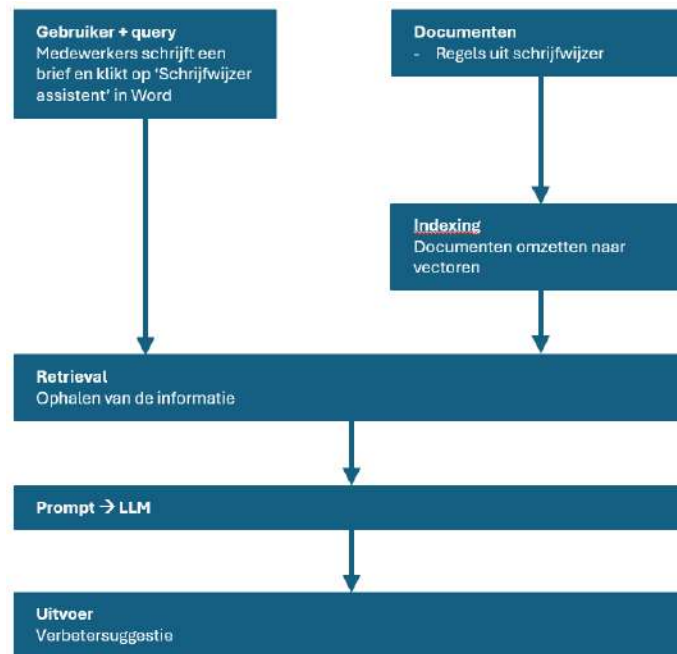 Gebruiker + query
Medewerkers schrijft een
brief en klikt op ‘Schrijfwijzer
assistent’ in Word
Documenten
- Regels uit schrijfwijzer
Indexing
Documenten omzetten naar
vectoren
Retrieval
Ophalen van de informatie
Prompt → LLM
Uitvoer
Verbetersuggestie